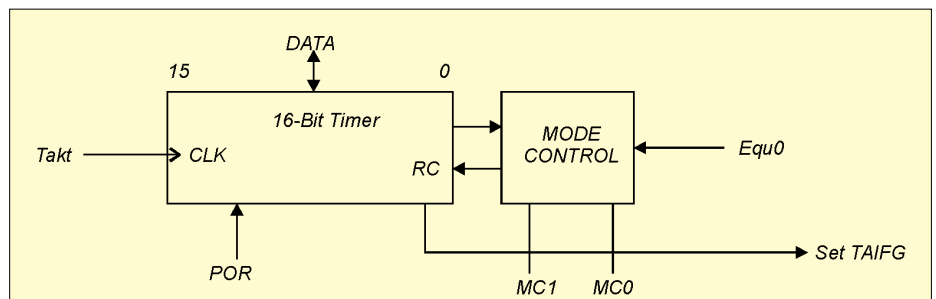 DATA
15
0
16-Bit Timer
MODE
CONTROL
Takt
CLK
RC
Equ0
POR
Set TAIFG
MC1
MC0